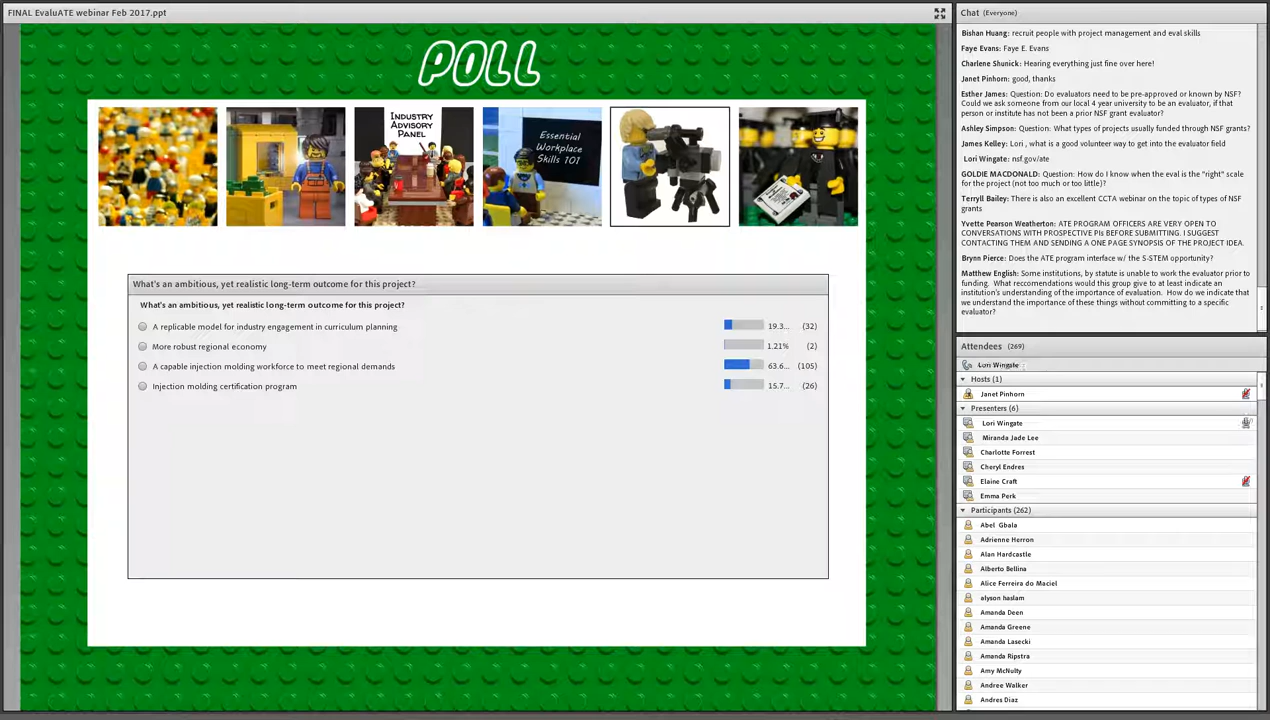 FINAL EvaluATE webinar Feb 2017.ppt
POLL
INDUSTRY
ADVISORY
PANEL
Essential
Workplace
Skills 101
What's an ambitious, yet realistic long-term outcome for this project?
What's an ambitious, yet realistic long-term outcome for this project?
A replicable model for industry engagement in curriculum planning 19.3... (32)
More robust regional economy 1.21% (2)
A capable injection molding workforce to meet regional demands 63.6... (105)
Injection molding certification program 15.7... (26)
Chat (Everyone)
Bishan Huang: recruit people with project management and eval skills
Faye Evans: Faye E. Evans
Charlene Shunick: Hearing everything just fine over here!
Janet Pinhorn: good, thanks
Esther James: Question: Do evaluators need to be pre-approved or known by NSF?
Could we ask someone from our local 4 year university to be an evaluator, if that
person or institute has not been a prior NSF grant evaluator?
Ashley Simpson: Question: What types of projects usually funded through NSF grants?
James Kelley: Lori , what is a good volunteer way to get into the evaluator field
Lori Wingate: nsf.gov/ate
GOLDIE MACDONALD: Question: How do I know when the eval is the "right" scale
for the project (not too much or too little)?
Terryll Bailey: There is also an excellent CCTA webinar on the topic of types of NSF
grants
Yvette Pearson Weatherton: ATE PROGRAM OFFICERS ARE VERY OPEN TO
CONVERSATIONS WITH PROSPECTIVE PIs BEFORE SUBMITTING. I SUGGEST
CONTACTING THEM AND SENDING A ONE PAGE SYNOPSIS OF THE PROJECT IDEA.
Brynn Pierce: Does the ATE program interface w/ the S-STEM opportunity?
Matthew English: Some institutions, by statute is unable to work the evaluator prior to
funding. What reccomendations would this group give to at least indicate an
institution's understanding of the importance of evaluation. How do we indicate that
we understand the importance of these things without committing to a specific
evaluator?
Attendees (269)
Lori Wingate
Hosts (1)
Janet Pinhorn
Presenters (6)
Lori Wingate
Miranda Jade Lee
Charlotte Forrest
Cheryl Endres
Elaine Craft
Emma Perk
Participants (262)
Abel Gbala
Adrienne Herron
Alan Hardcastle
Alberto Bellina
Alice Ferreira do Maciel
alyson haslam
Amanda Deen
Amanda Greene
Amanda Lasecki
Amanda Ripstra
Amy McNulty
Andree Walker
Andres Diaz